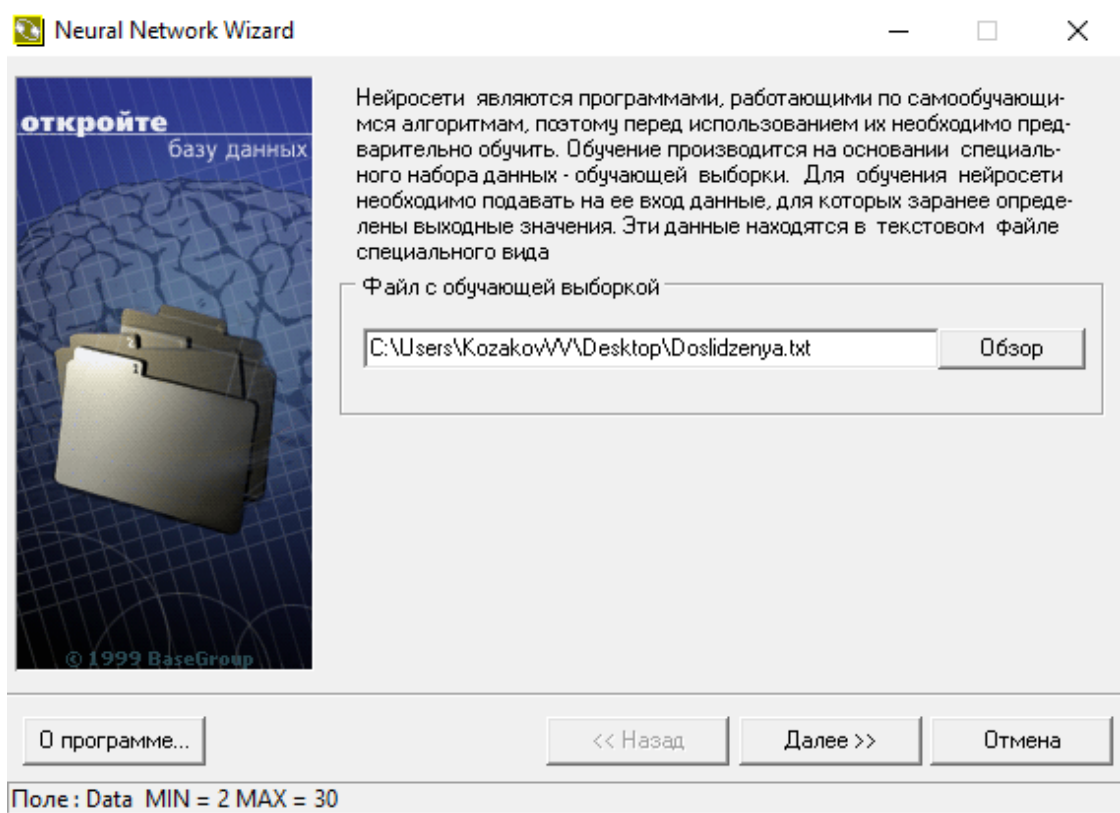 Neural Network Wizard
откройте
базу данных
Нейросети являются программами, работающими по самообучающи-
мся алгоритмам, поэтому перед использованием их необходимо пред-
варительно обучить. Обучение производится на основании специаль-
ного набора данных - обучающей выборки. Для обучения нейросети
необходимо подавать на ее вход данные, для которых заранее опреде-
лены выходные значения. Эти данные находятся в текстовом файле
специального вида
Файл с обучающей выборкой
C:\Users\KozakovVV\Desktop\Doslidzenya.txt
Обзор
2
1
© 1999 BaseGroup
О программе...
<< Назад
Далее >>
Отмена
Поле : Data MIN = 2 MAX = 30